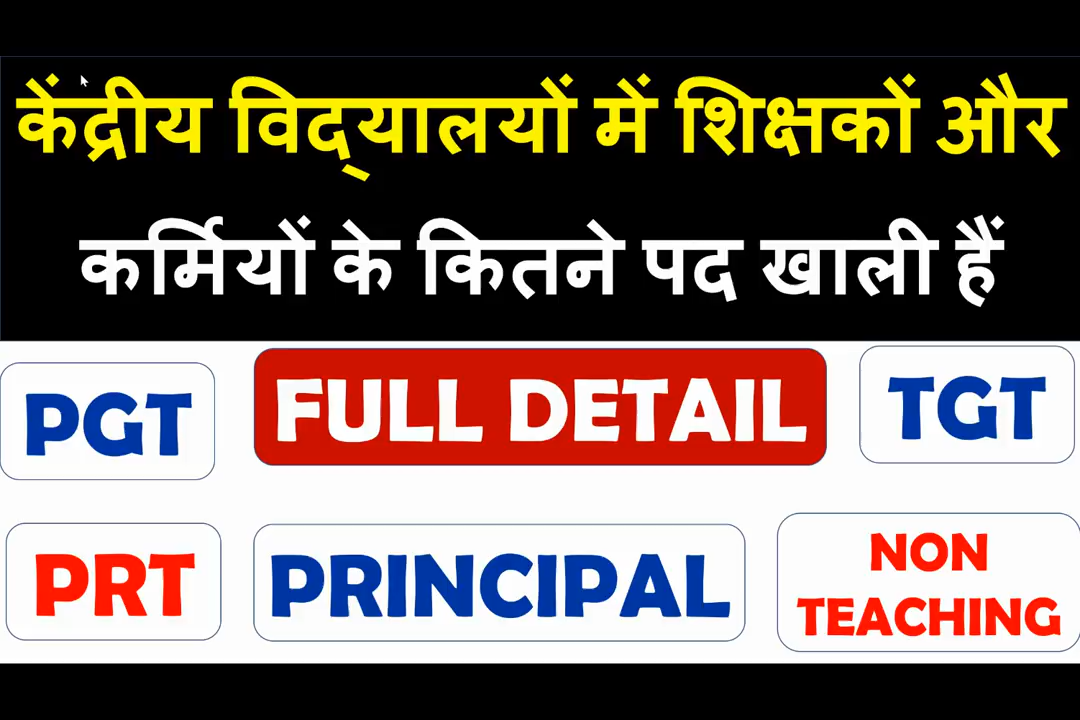 केंद्रीय विद्‌यालयों में शिक्षकों और
कर्मियों के कितने पद खाली हैं
PGT
FULL DETAIL
TGT
PRT
PRINCIPAL
NON
TEACHING